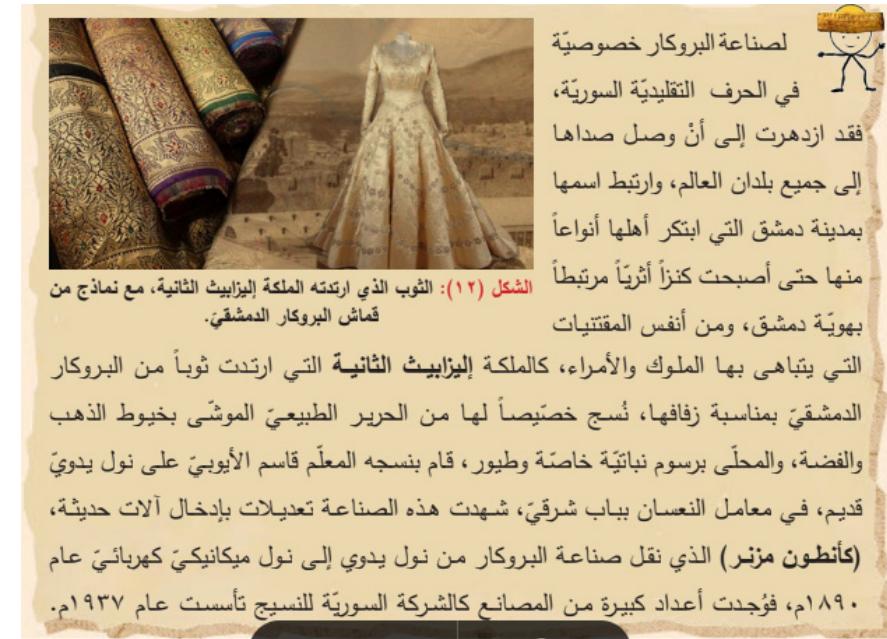 لصناعة البروكار خصوصيّة
في الحرف التقليديّة السوريّة،
فقد ازدهرت إلى أنْ وصل صداها
إلى جميع بلدان العالم، وارتبط اسمها
بمدينة دمشق التي ابتكر أهلها أنواعاً
منها حتى أصبحت كنزاً أثريّاً مرتبطاً
بهويّة دمشق، ومن أنفس المقتنيات
الشكل (١٢): الثوب الذي ارتدته الملكة إليزابيث الثانية، مع نماذج من
قماش البروكار الدمشقيّ.
التي يتباهى بها الملوك والأمراء، كالملكة إليزابيث الثانية التي ارتدت ثوباً من البروكار
الدمشقيّ بمناسبة زفافها، نُسج خصّيصاً لها من الحرير الطبيعيّ الموشّى بخيوط الذهب
والفضة، والمحلّى برسوم نباتيّة خاصّة وطيور، قام بنسجه المعلّم قاسم الأيوبيّ على نول يدويّ
قديم، في معامل النعسان بباب شرقيّ، شهدت هذه الصناعة تعديلات بإدخال آلات حديثة،
(كأنطون مزنر) الذي نقل صناعة البروكار من نول يدوي إلى نول ميكانيكيّ كهربائيّ عام
١٨٩٠م، فوُجدت أعداد كبيرة من المصانع كالشركة السوريّة للنسيج تأسست عام ١٩٣٧م.